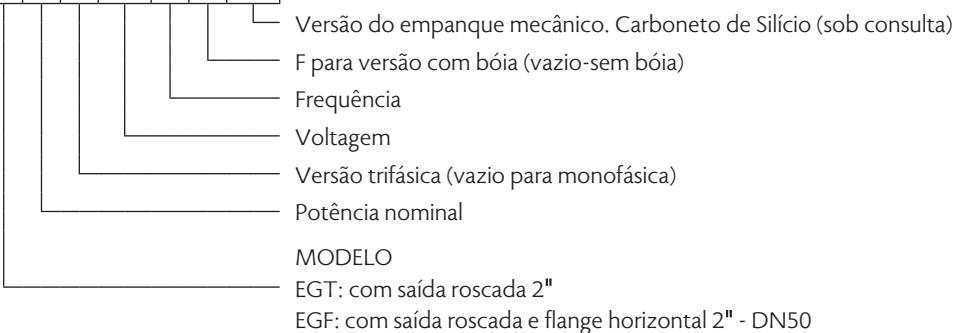 Versão do empanque mecânico. Carboneto de Silício (sob consulta)
F para versão com bóia (vazio-sem bóia)
Frequência
Voltagem
Versão trifásica (vazio para monofásica)
Potência nominal
MODELO
EGT: com saída roscada 2"
EGF: com saída roscada e flange horizontal 2" - DN50